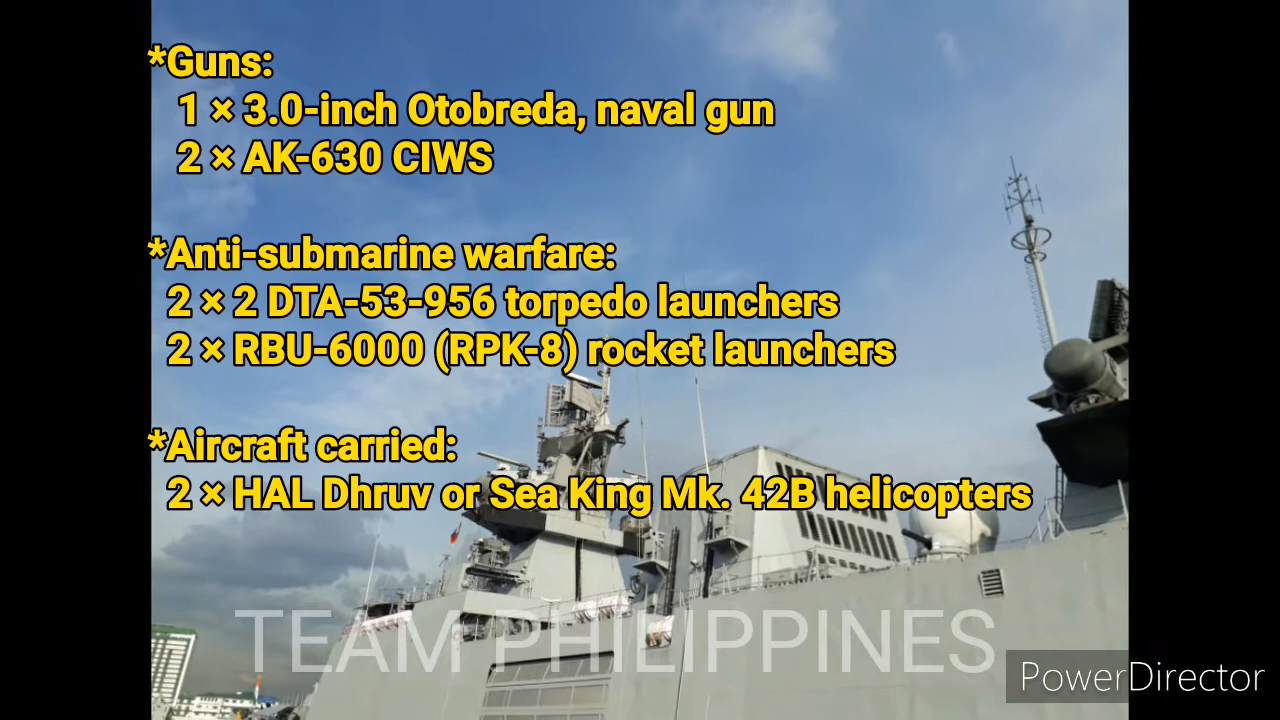 *Guns:
1 × 3.0-inch Otobreda, naval gun
2 × AK-630 CIWS
*Anti-submarine warfare:
2 × 2 DTA-53-956 torpedo launchers
2 × RBU-6000 (RPK-8) rocket launchers
*Aircraft carried:
2 × HAL Dhruv or Sea King Mk. 42B helicopters
TEAM PHILIPPINES
PowerDirector